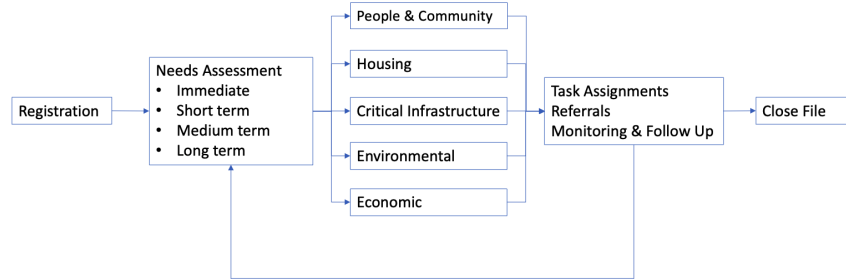 Registration
Needs Assessment
• Immediate
• Short term
• Medium term
• Long term
People & Community
Housing
Critical Infrastructure
Environmental
Economic
Task Assignments
Referrals
Monitoring & Follow Up
Close File